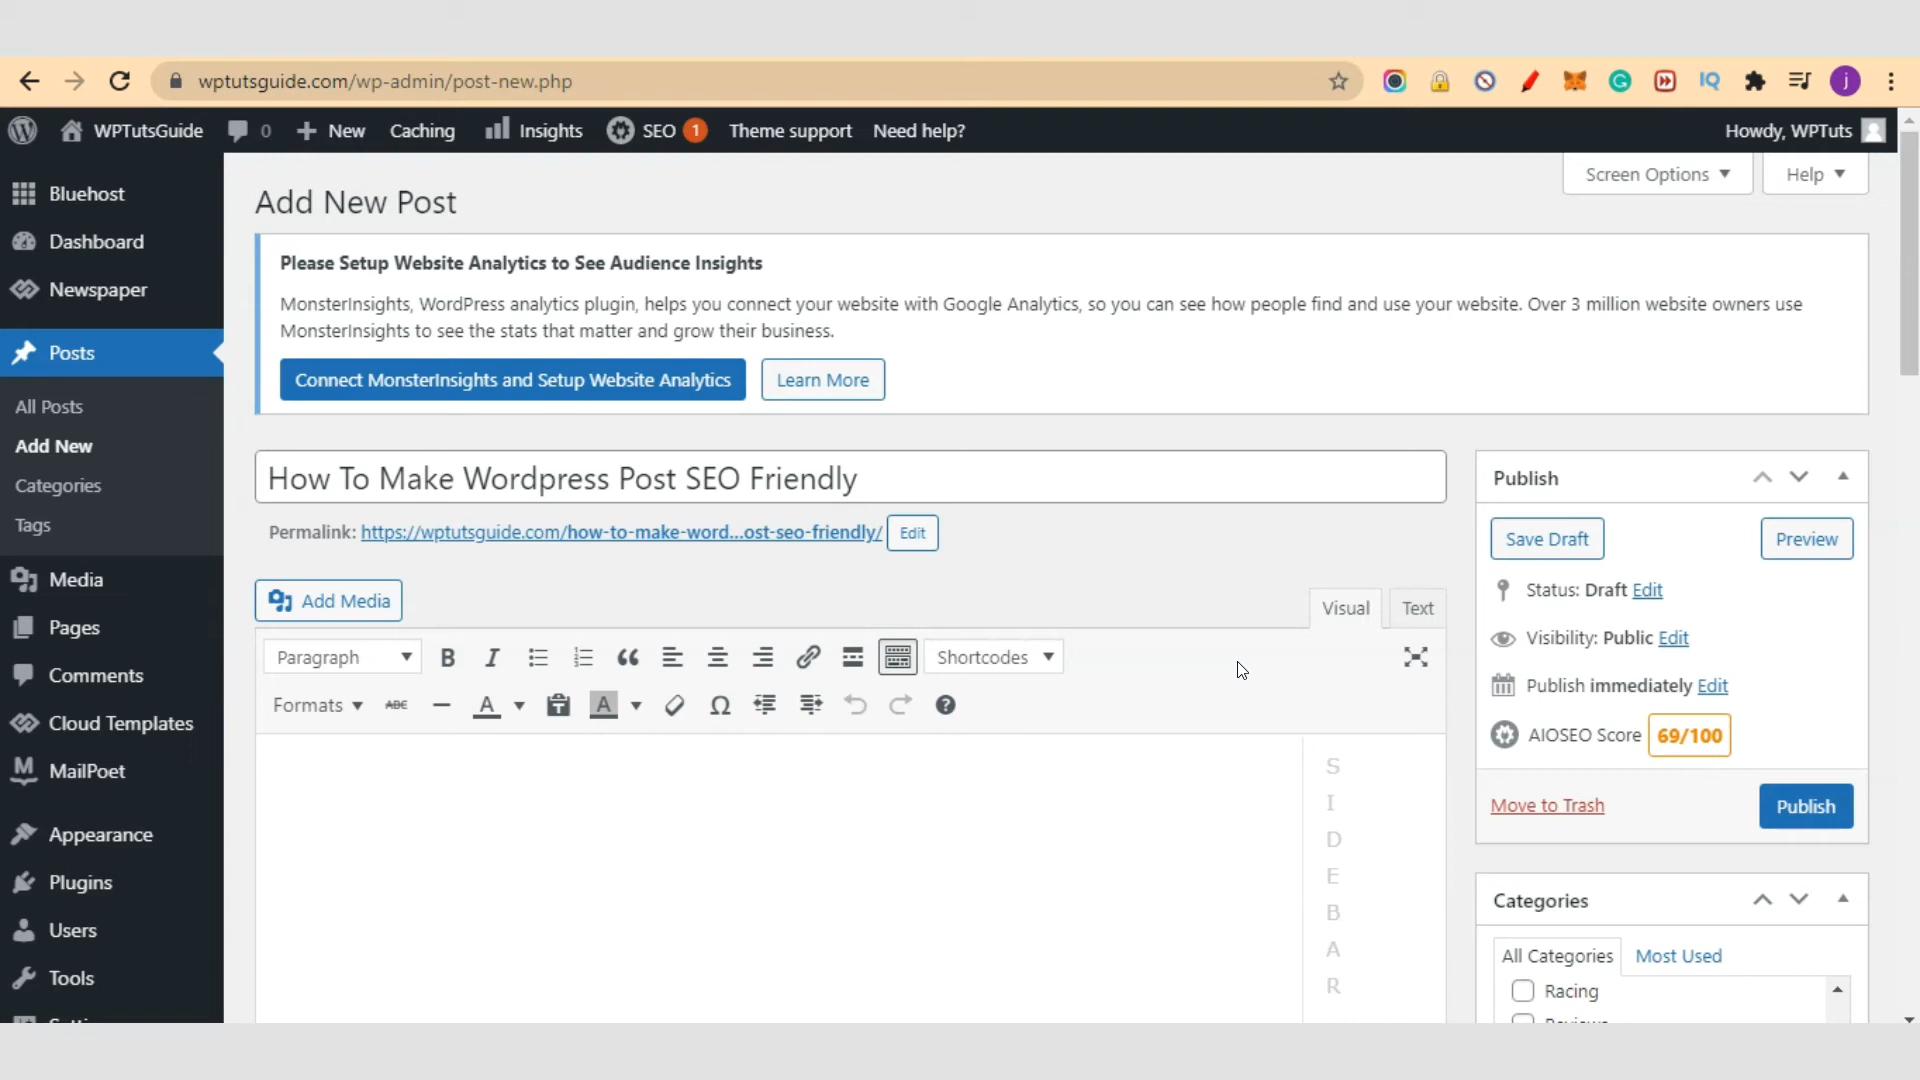 wptutsguide.com/wp-admin/post-new.php
WPTutsGuide 0 New Caching Insights SEO 1 Theme support Need help? Howdy, WPTuts
Screen Options Help
Bluehost
Dashboard
Newspaper
Posts
All Posts
Add New
Categories
Tags
Media
Pages
Comments
Cloud Templates
MailPoet
Appearance
Plugins
Users
Tools
Add New Post
Please Setup Website Analytics to See Audience Insights
MonsterInsights, WordPress analytics plugin, helps you connect your website with Google Analytics, so you can see how people find and use your website. Over 3 million website owners use
MonsterInsights to see the stats that matter and grow their business.
Connect MonsterInsights and Setup Website Analytics Learn More
How To Make Wordpress Post SEO Friendly
Permalink: https://wptutsguide.com/how-to-make-word...ost-seo-friendly/ Edit
Add Media
Visual Text
Paragraph B I Shortcodes
Formats ABC A A Ω
S
I
D
E
B
A
R
Publish
Save Draft Preview
Status: Draft Edit
Visibility: Public Edit
Publish immediately Edit
AIOSEO Score 69/100
Move to Trash Publish
Categories
All Categories Most Used
Racing